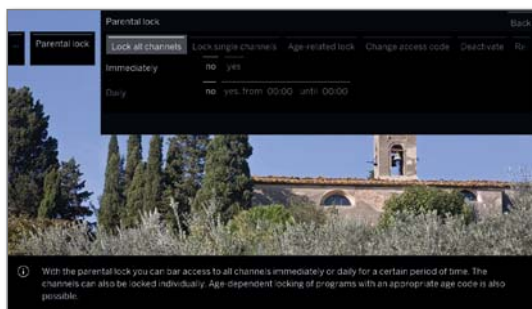 Parental lock
Back
... Parental lock
Lock all channels Lock single channels Age-related lock Change access code Deactivate
Immediately no yes
Daily no yes, from 00:00 until 00:00
With the parental lock you can bar access to all channels immediately or daily for a certain period of time. The
channels can also be locked individually. Age-dependent locking of programs with an appropriate age code is also
possible.